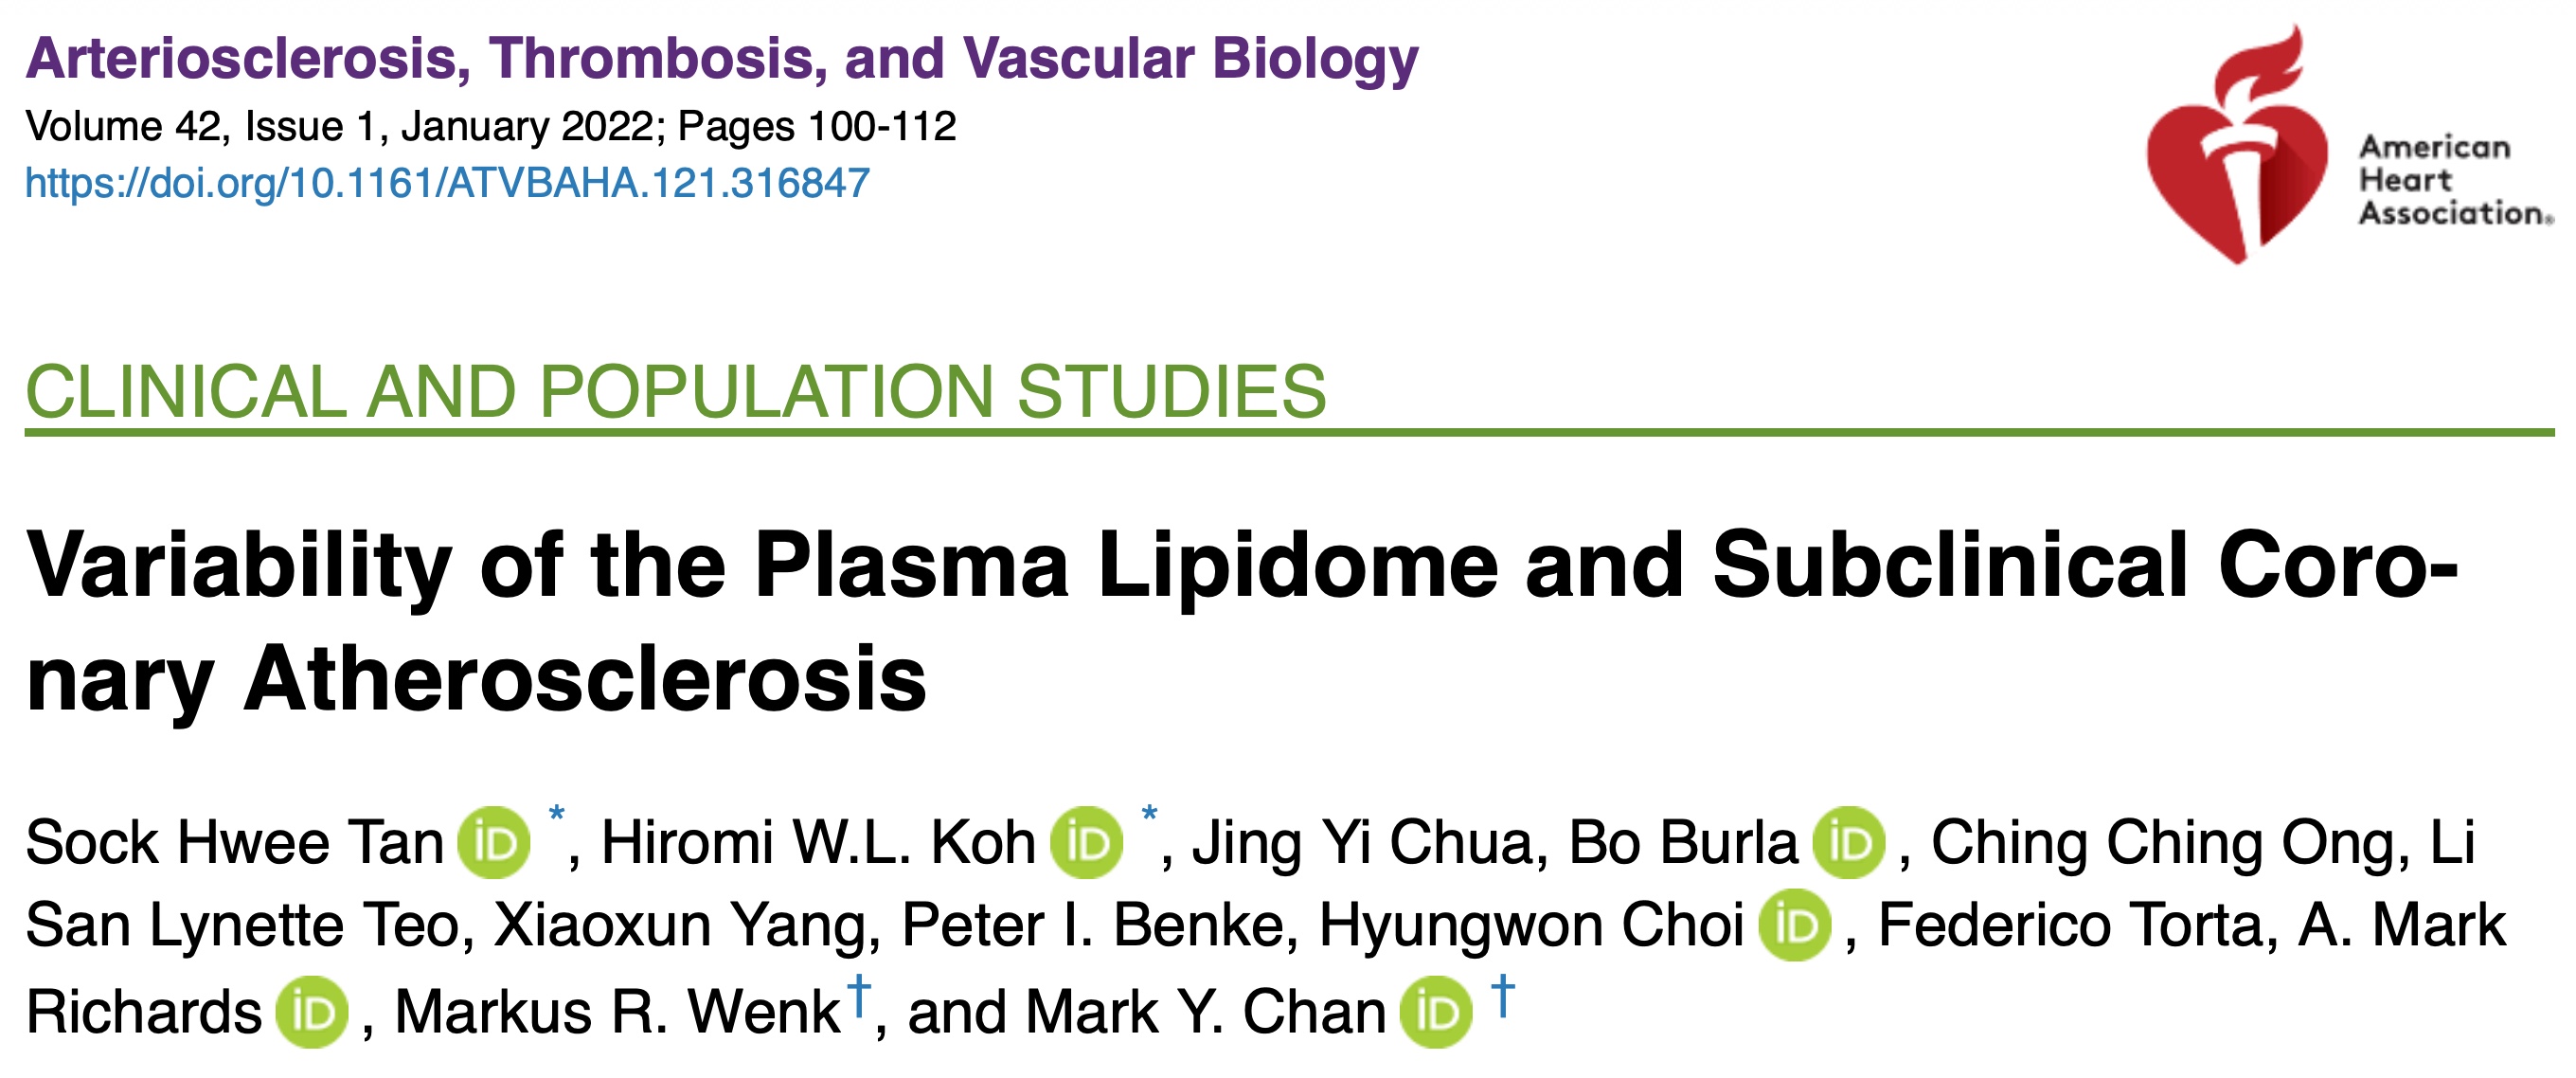 Arteriosclerosis, Thrombosis, and Vascular Biology
Volume 42, Issue 1, January 2022; Pages 100-112
https://doi.org/10.1161/ATVBAHA.121.316847
American
Heart
Association®
CLINICAL AND POPULATION STUDIES
Variability of the Plasma Lipidome and Subclinical Coro-
nary Atherosclerosis
Sock Hwee Tan iD *, Hiromi W.L. Koh iD *, Jing Yi Chua, Bo Burla iD, Ching Ching Ong, Li
San Lynette Teo, Xiaoxun Yang, Peter I. Benke, Hyungwon Choi iD, Federico Torta, A. Mark
Richards iD, Markus R. Wenk†, and Mark Y. Chan iD †